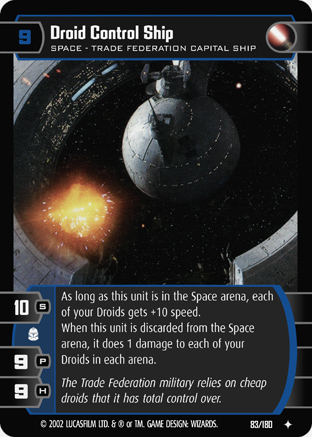 9
Droid Control Ship
SPACE - TRADE FEDERATION CAPITAL SHIP
10 S
As long as this unit is in the Space arena, each
of your Droids gets +10 speed.
When this unit is discarded from the Space
arena, it does 1 damage to each of your
Droids in each arena.
9 P
9 H
The Trade Federation military relies on cheap
droids that it has total control over.
© 2002 LUCASFILM LTD. & ® or TM. GAME DESIGN: WIZARDS.
83/180